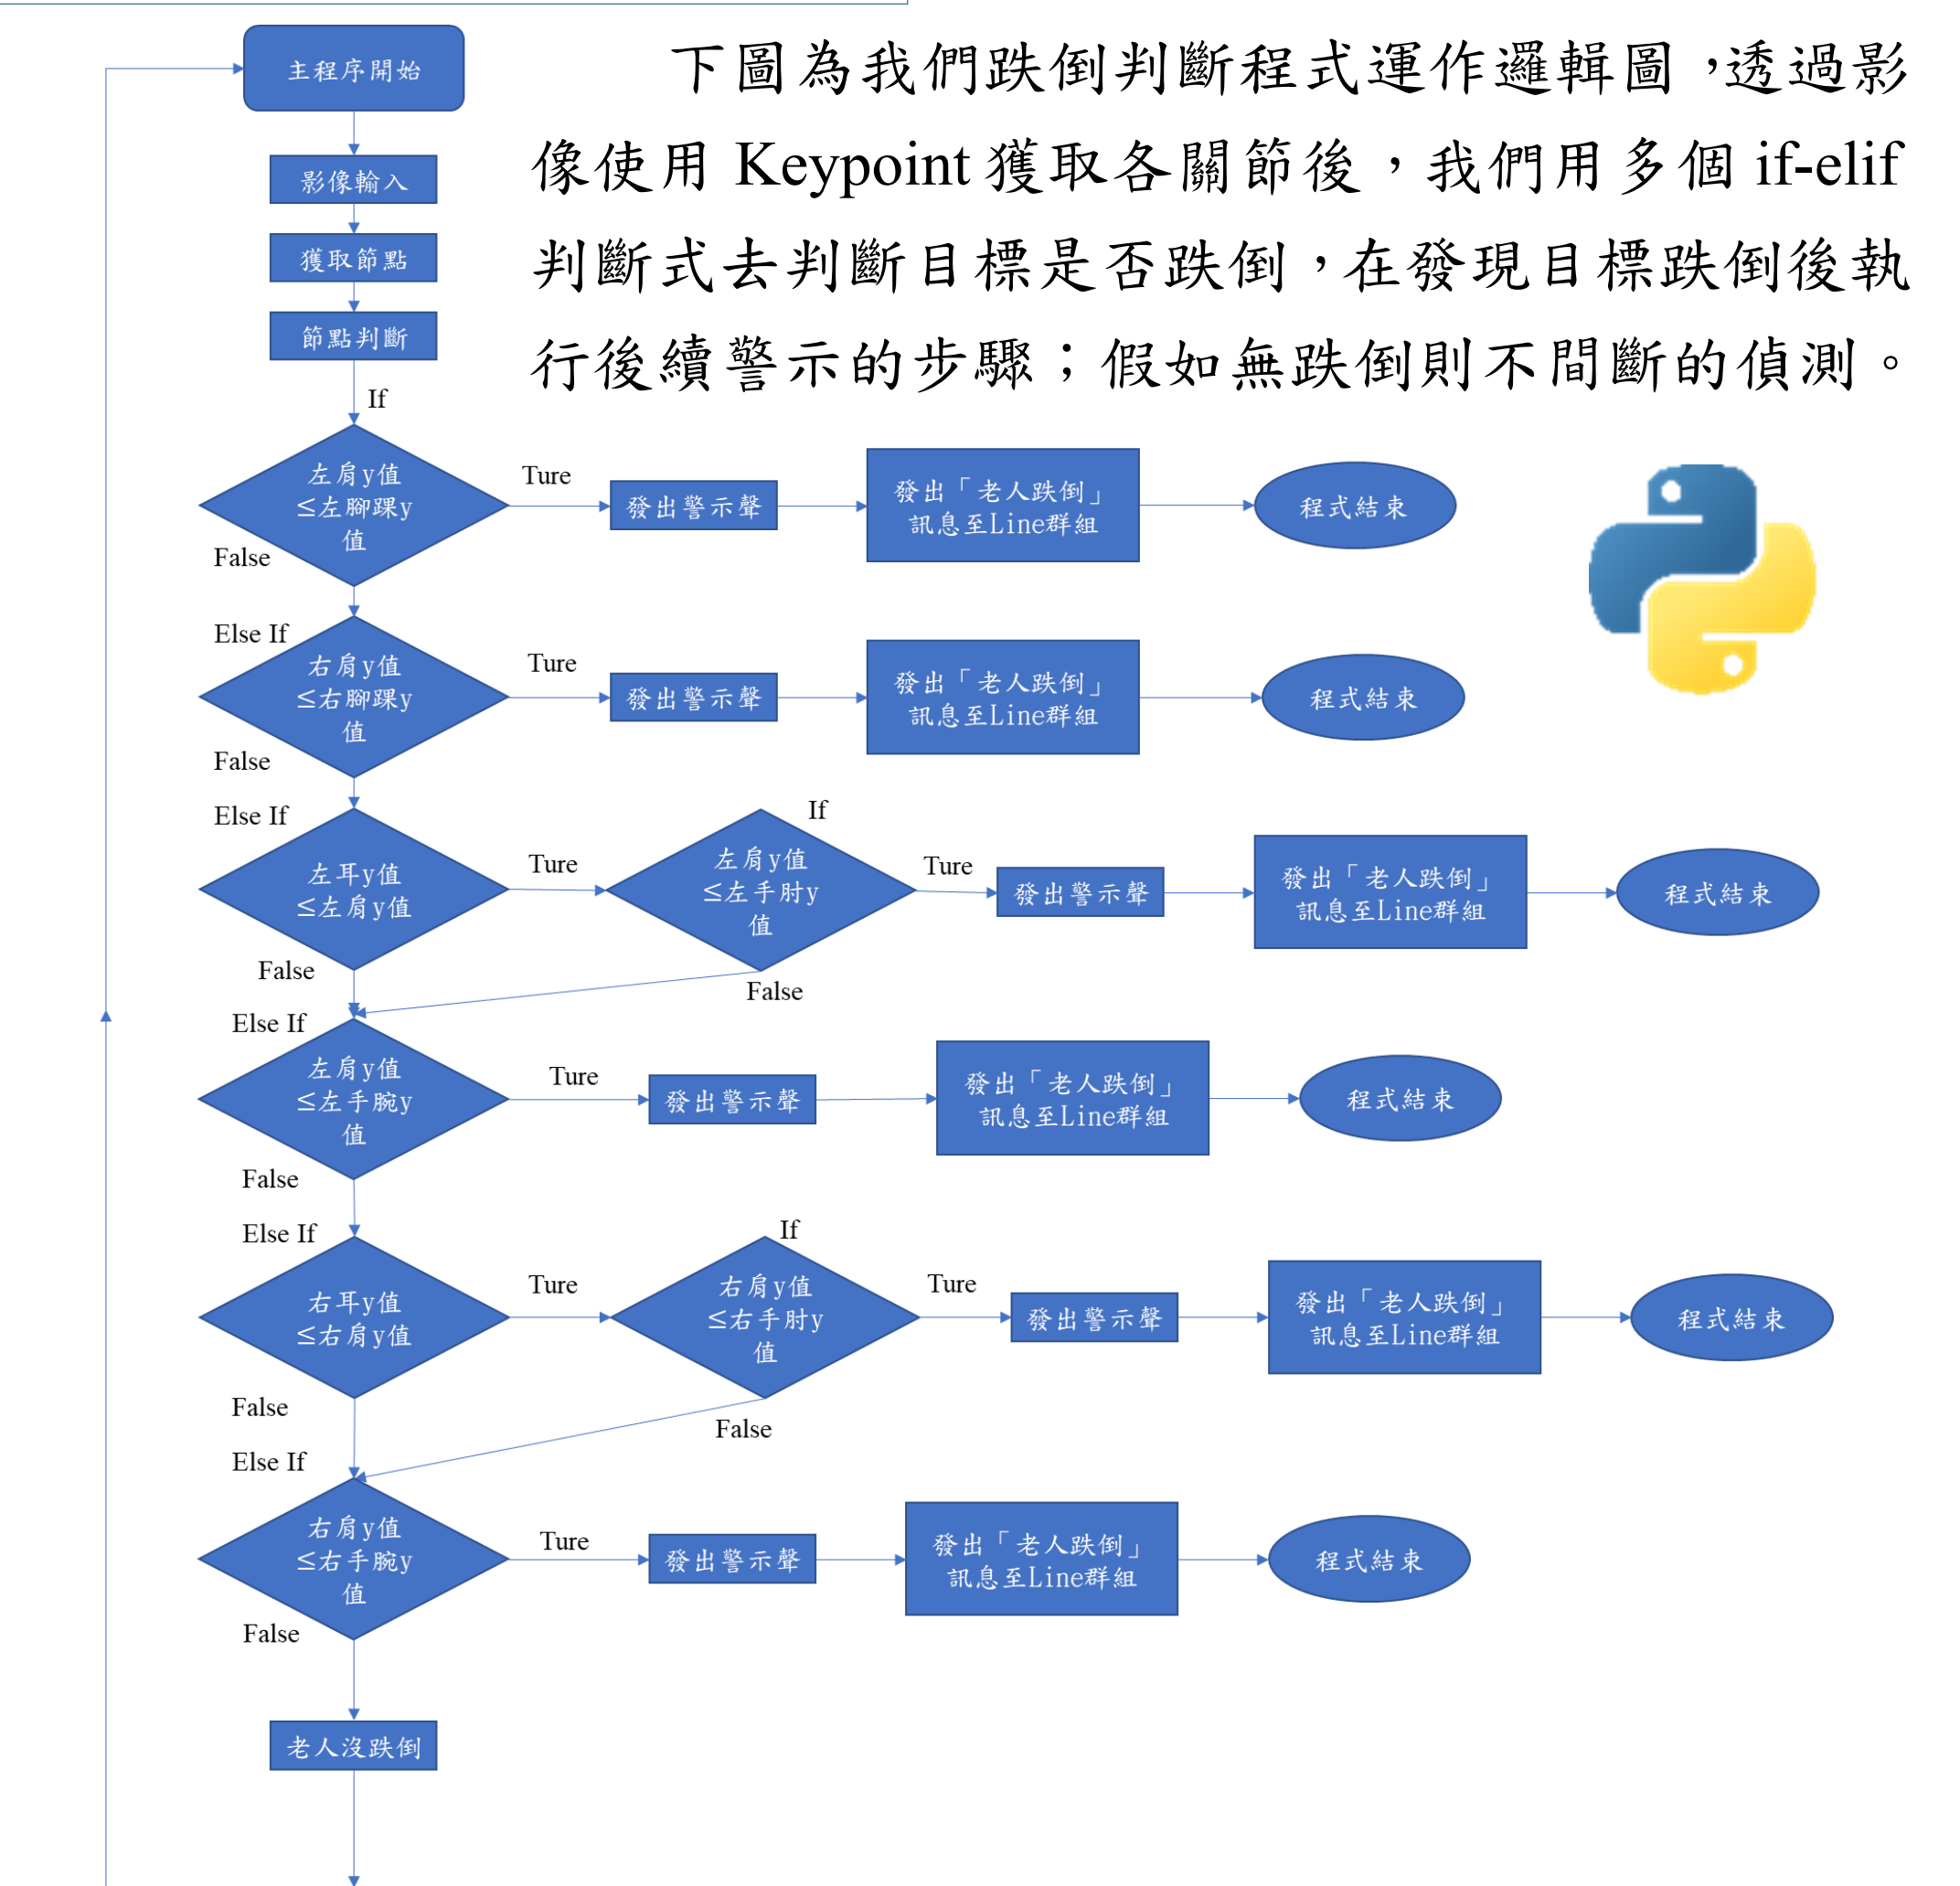 主程序開始
下圖為我們跌倒判斷程式運作邏輯圖，透過影
像使用 Keypoint 獲取各關節後，我們用多個 if-elif
判斷式去判斷目標是否跌倒，在發現目標跌倒後執
行後續警示的步驟；假如無跌倒則不間斷的偵測。
影像輸入
獲取節點
節點判斷
If
左肩y值
≤左腳踝y
值
Ture
發出警示聲
發出「老人跌倒」
訊息至Line群組
程式結束
False
Else If
右肩y值
≤右腳踝y
值
Ture
發出警示聲
發出「老人跌倒」
訊息至Line群組
程式結束
False
Else If
左耳y值
≤左肩y值
Ture
If
左肩y值
≤左手肘y
值
Ture
發出警示聲
發出「老人跌倒」
訊息至Line群組
程式結束
False
False
Else If
左肩y值
≤左手腕y
值
Ture
發出警示聲
發出「老人跌倒」
訊息至Line群組
程式結束
False
Else If
右耳y值
≤右肩y值
Ture
If
右肩y值
≤右手肘y
值
Ture
發出警示聲
發出「老人跌倒」
訊息至Line群組
程式結束
False
False
Else If
右肩y值
≤右手腕y
值
Ture
發出警示聲
發出「老人跌倒」
訊息至Line群組
程式結束
False
老人沒跌倒